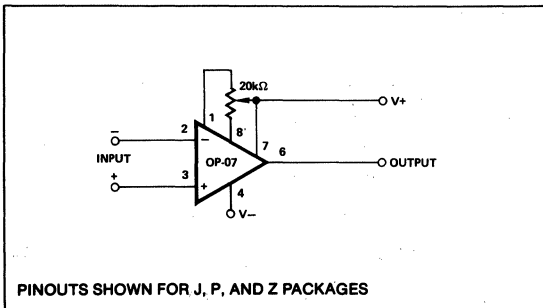 20kΩ
V+
1
2
8
−
7
6
INPUT
OP-07
OUTPUT
3
+
4
V−
PINOUTS SHOWN FOR J, P, AND Z PACKAGES